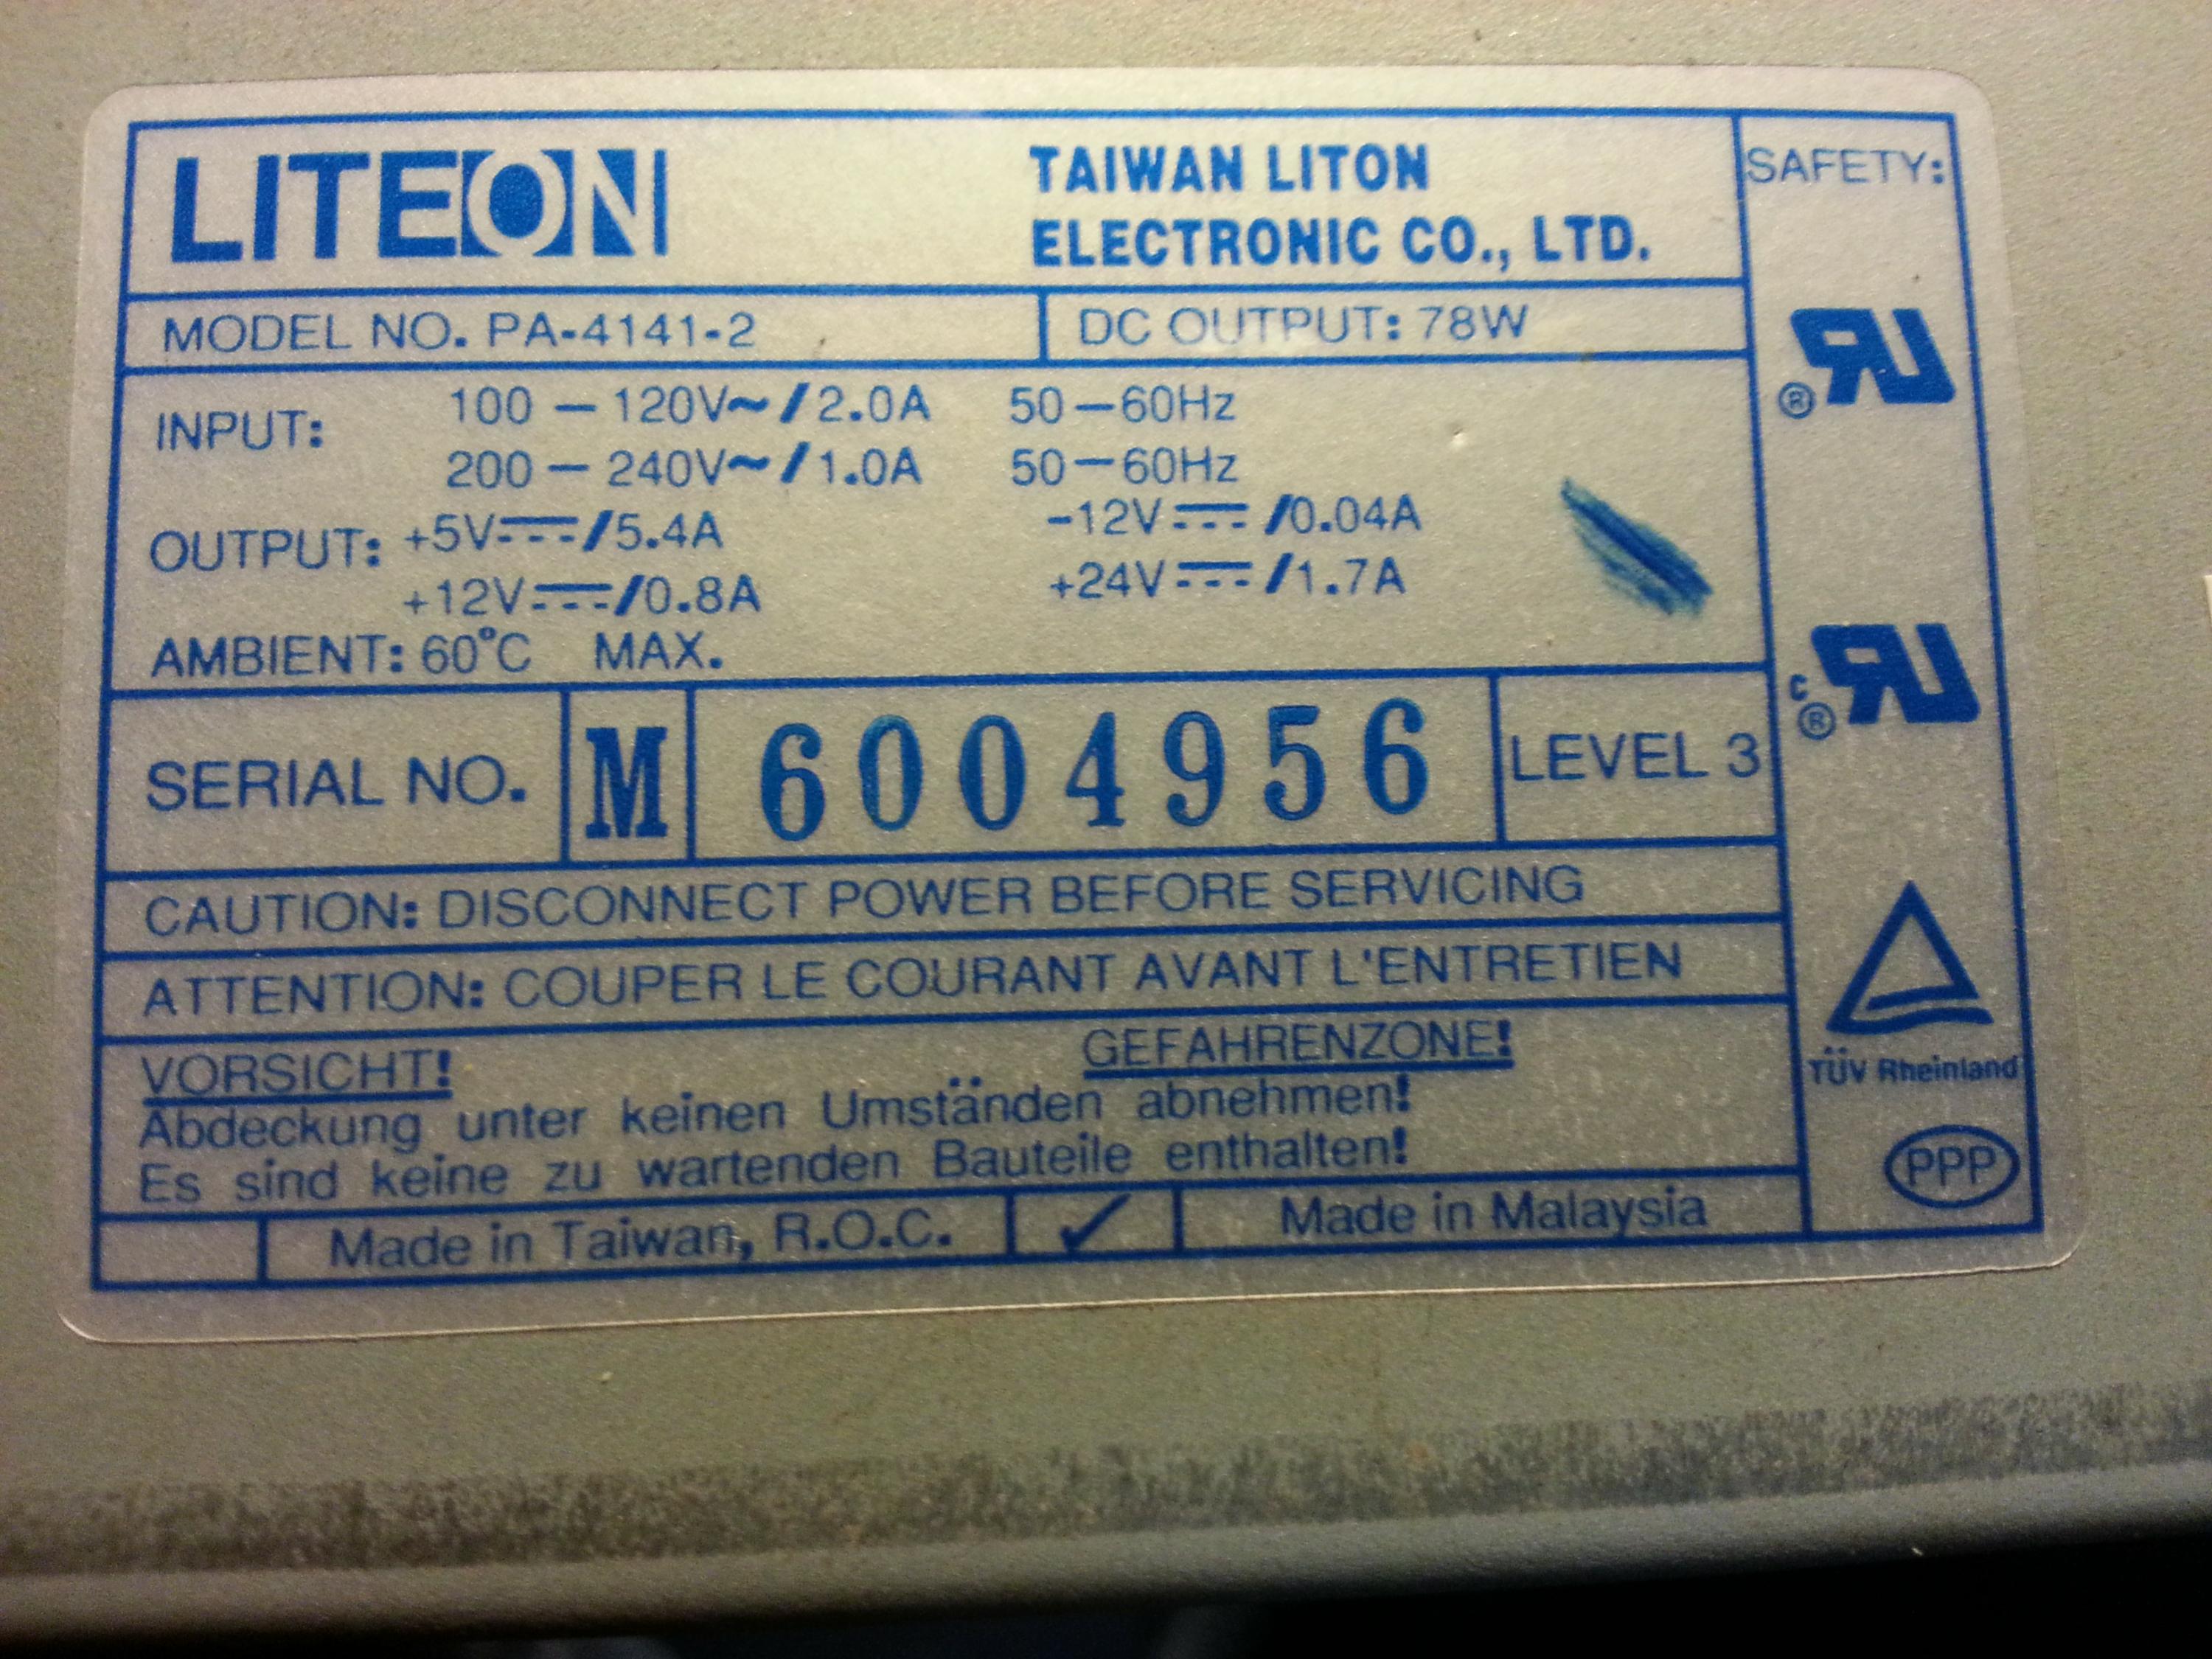 LITEON
TAIWAN LITON
ELECTRONIC CO., LTD.
SAFETY:
MODEL NO. PA-4141-2
DC OUTPUT: 78W
INPUT: 100 – 120V~/2.0A 50–60Hz
200 – 240V~/1.0A 50–60Hz
OUTPUT: +5V⎓/5.4A -12V⎓/0.04A
+12V⎓/0.8A +24V⎓/1.7A
AMBIENT: 60°C MAX.
SERIAL NO. M 6004956 LEVEL 3
CAUTION: DISCONNECT POWER BEFORE SERVICING
ATTENTION: COUPER LE COURANT AVANT L'ENTRETIEN
VORSICHT! GEFAHRENZONE!
Abdeckung unter keinen Umständen abnehmen!
Es sind keine zu wartenden Bauteile enthalten!
Made in Taiwan, R.O.C. ✓ Made in Malaysia
®UR
c®UR
TÜV Rheinland
PPP